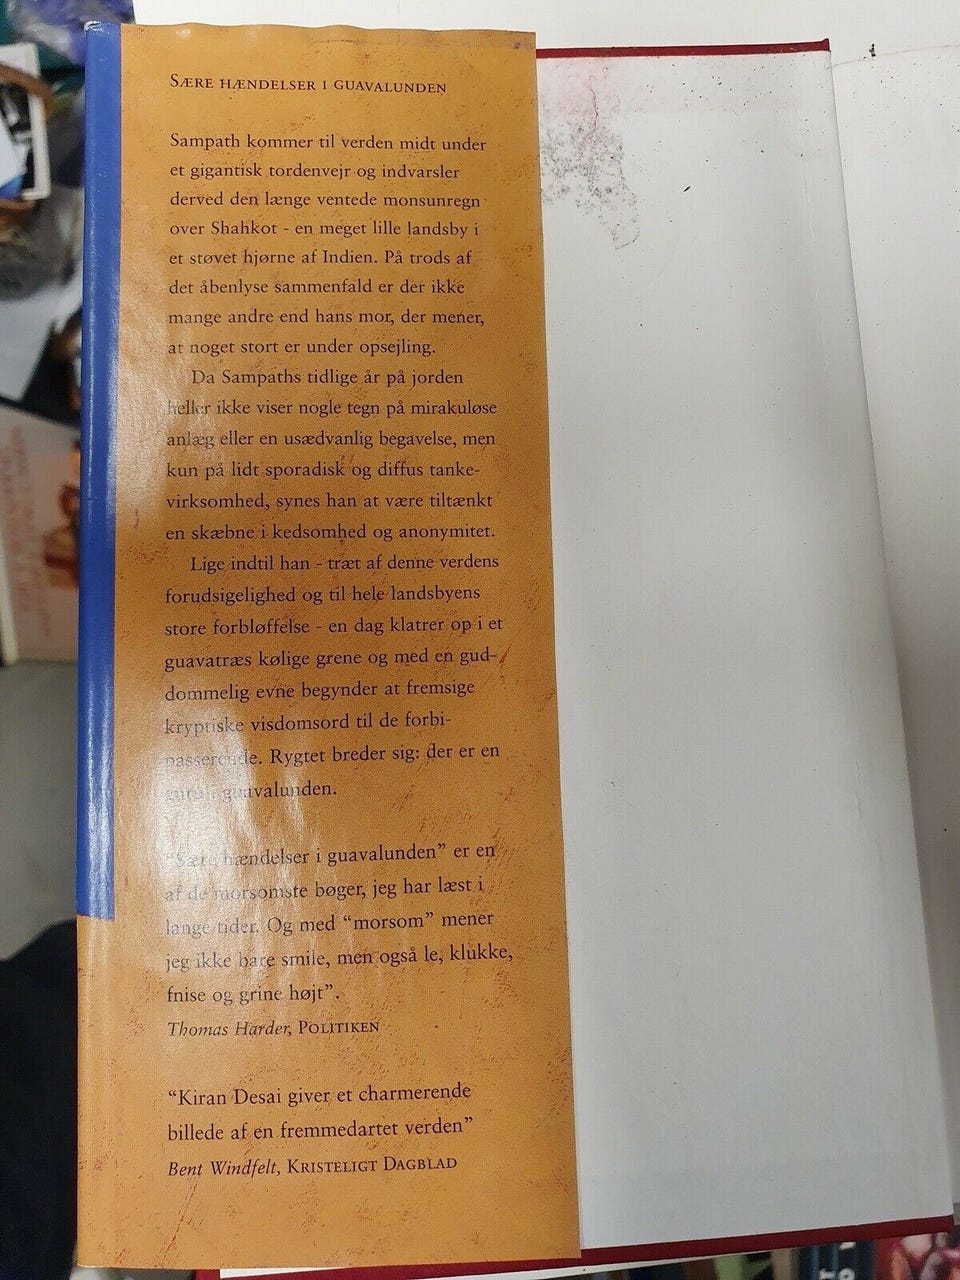 SÆRE HÆNDELSER I GUAVALUNDEN
Sampath kommer til verden midt under
et gigantisk tordenvejr og indvarsler
derved den længe ventede monsunregn
over Shahkot - en meget lille landsby i
et støvet hjørne af Indien. På trods af
det åbenlyse sammenfald er der ikke
mange andre end hans mor, der mener,
at noget stort er under opsejling.
Da Sampaths tidlige år på jorden
heller ikke viser nogle tegn på mirakuløse
anlæg eller en usædvanlig begavelse, men
kun på lidt sporadisk og diffus tanke-
virksomhed, synes han at være tiltænkt
en skæbne i kedsomhed og anonymitet.
Lige indtil han - træt af denne verdens
forudsigelighed og til hele landsbyens
store forbløffelse - en dag klatrer op i et
guavatræs kølige grene og med en gud-
dommelig evne begynder at fremsige
kryptiske visdomsord til de forbi-
passerende. Rygtet breder sig: der er en
guru i guavalunden.
“Sære hændelser i guavalunden” er en
af de morsomste bøger, jeg har læst i
lange tider. Og med “morsom” mener
jeg ikke bare smile, men også le, klukke,
fnise og grine højt”.
Thomas Harder, POLITIKEN
“Kiran Desai giver et charmerende
billede af en fremmedartet verden”
Bent Windfelt, KRISTELIGT DAGBLAD